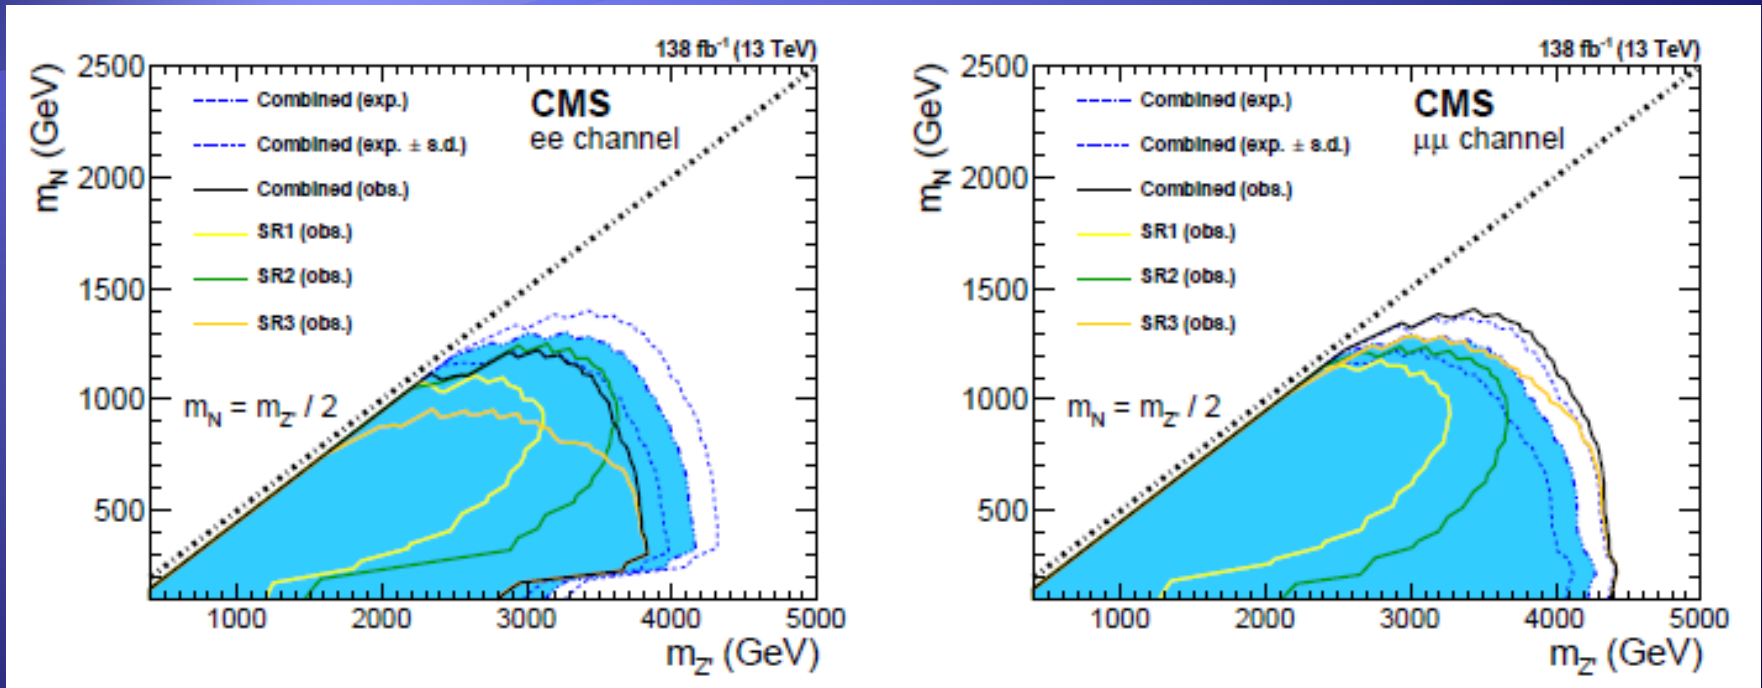 138 fb⁻¹ (13 TeV)
m_N (GeV)
2500
2000
1500
1000
500
Combined (exp.)
Combined (exp. ± s.d.)
Combined (obs.)
SR1 (obs.)
SR2 (obs.)
SR3 (obs.)
CMS
ee channel
m_N = m_Z' / 2
1000 2000 3000 4000 5000
m_Z' (GeV)
138 fb⁻¹ (13 TeV)
m_N (GeV)
2500
2000
1500
1000
500
Combined (exp.)
Combined (exp. ± s.d.)
Combined (obs.)
SR1 (obs.)
SR2 (obs.)
SR3 (obs.)
CMS
μμ channel
m_N = m_Z' / 2
1000 2000 3000 4000 5000
m_Z' (GeV)